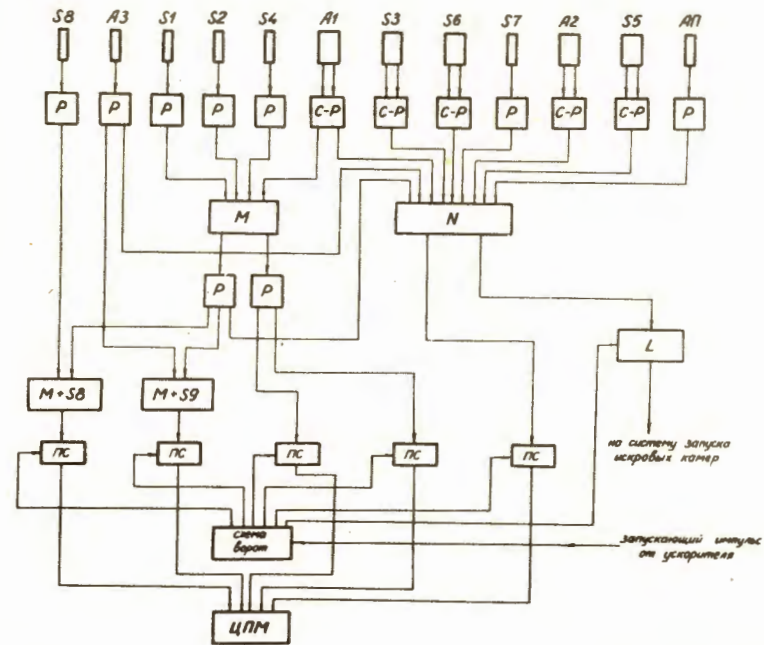 S8 A3 S1 S2 S4 A1 S3 S6 S7 A2 S5 АП
P P P P P C-P C-P C-P P C-P C-P P
M N
P P
L
M+S8 M+S9
на систему запуска
искровых камер
ПС ПС ПС ПС ПС
схема
ворот
запускающий импульс
от ускорителя
ЦПМ